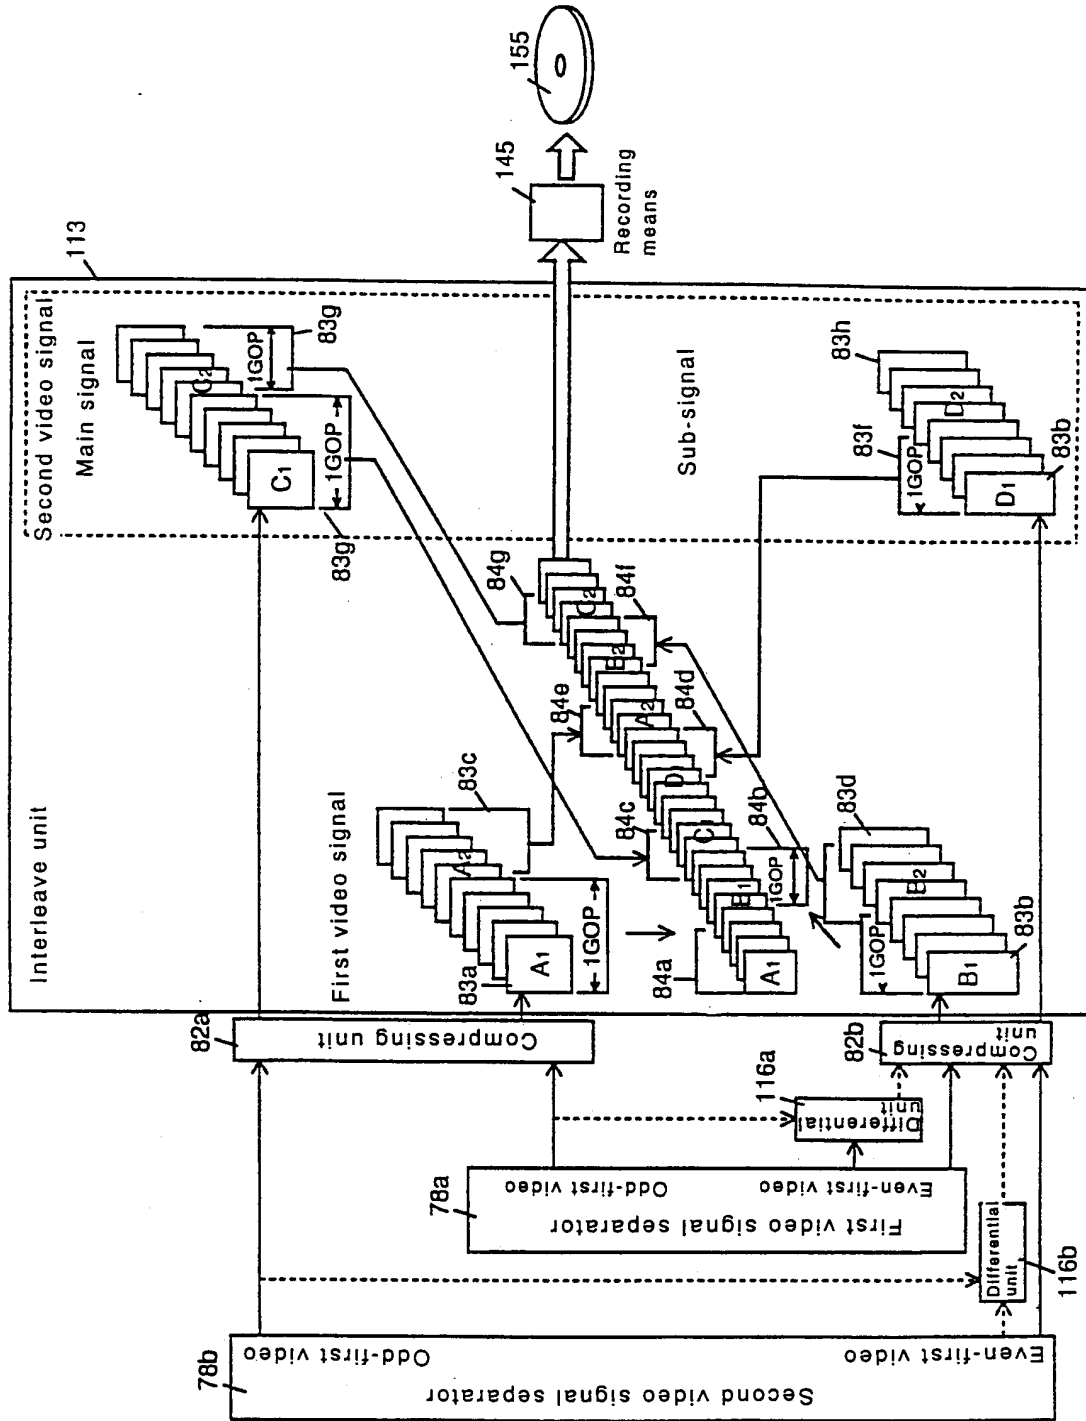 155
145
Recording
means
113
Interleave unit
Second video signal
Main signal
C2
1GOP
83g
C1
1GOP
83g
Sub-signal
83h
D2
83f
1GOP
D1
83b
First video signal
A2
83c
83a
A1
1GOP
84g
C2
84f
B2
84e
A2
84d
D
84c
C1
84b
1GOP
B1
84a
A1
83d
B2
1GOP
B1
83b
82a
Compressing unit
82b
Compressing
unit
116a
Differential
unit
78a
Odd-first video
Even-first video
First video signal separator
Differential
unit
116b
78b
Odd-first video
Even-first video
Second video signal separator